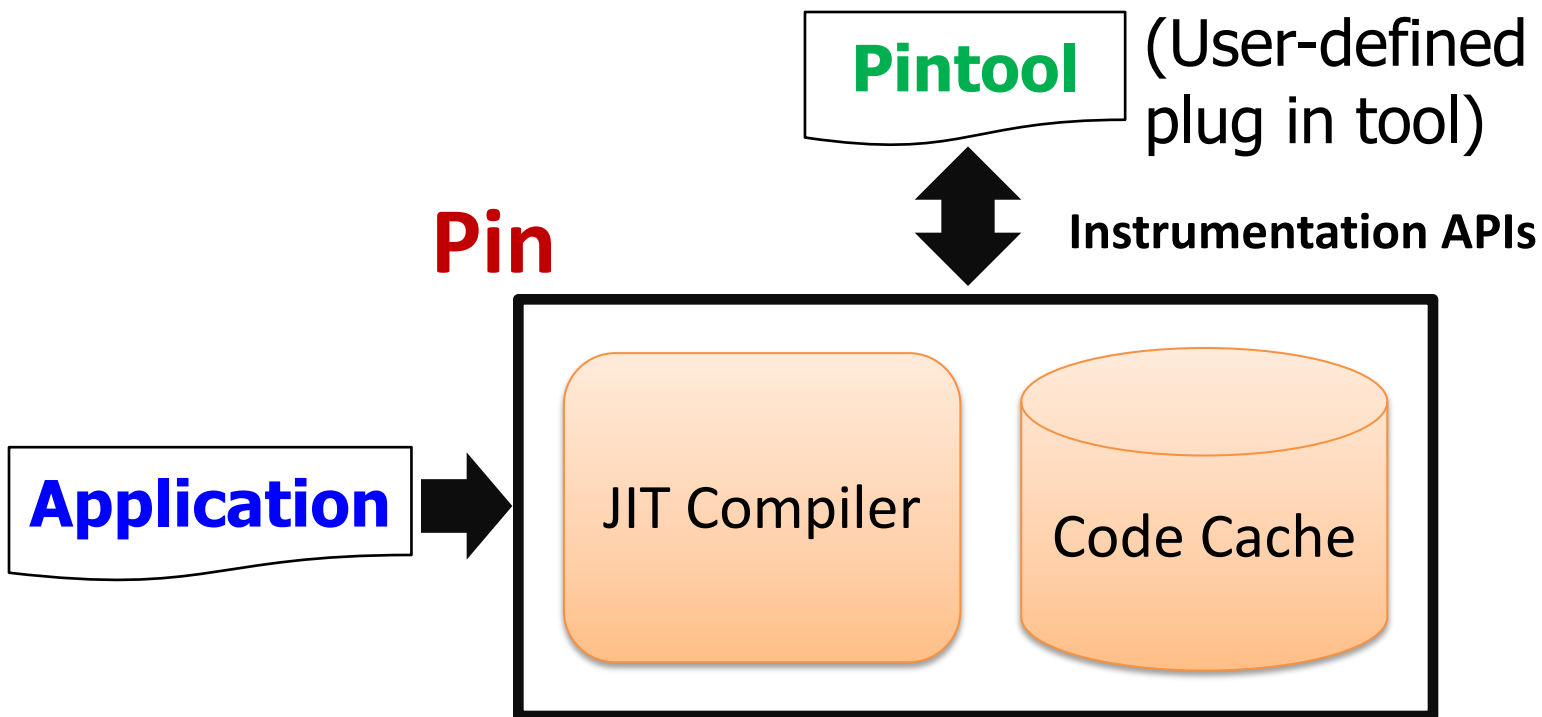 Pintool
(User-defined
plug in tool)
Instrumentation APIs
Pin
Application
JIT Compiler
Code Cache